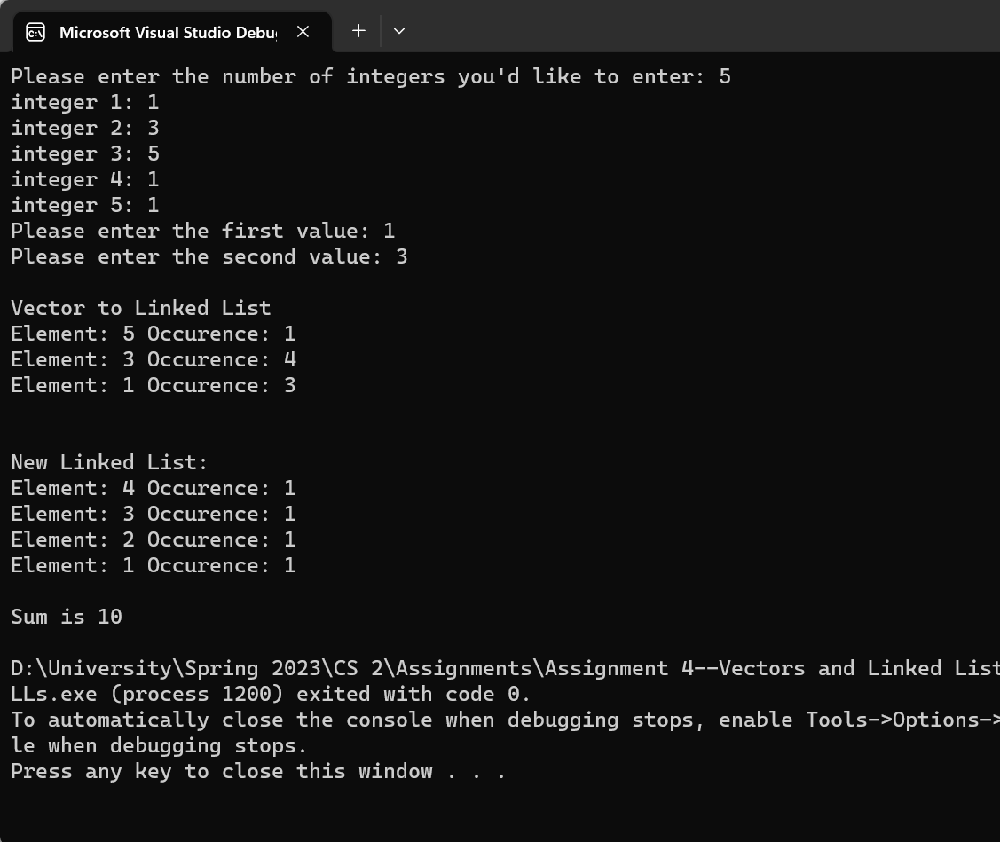 Microsoft Visual Studio Debu
Please enter the number of integers you'd like to enter: 5
integer 1: 1
integer 2: 3
integer 3: 5
integer 4: 1
integer 5: 1
Please enter the first value: 1
Please enter the second value: 3
Vector to Linked List
Element: 5 Occurence: 1
Element: 3 Occurence: 4
Element: 1 Occurence: 3
New Linked List:
Element: 4 Occurence: 1
Element: 3 Occurence: 1
Element: 2 Occurence: 1
Element: 1 Occurence: 1
Sum is 10
D:\University\Spring 2023\CS 2\Assignments\Assignment 4--Vectors and Linked List
LLs.exe (process 1200) exited with code 0.
To automatically close the console when debugging stops, enable Tools->Options->
le when debugging stops.
Press any key to close this window . . .